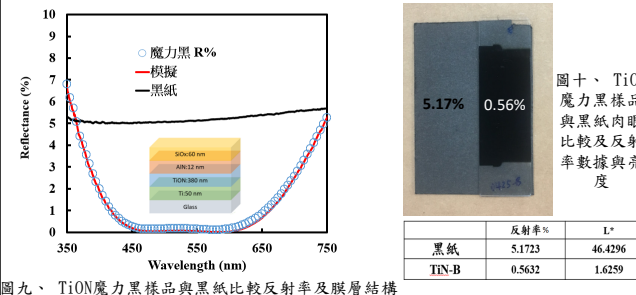 10
9
8
7
6
5
4
3
2
1
0
Reflectance (%)
魔力黑 R%
模擬
黑紙
SiOx:60 nm
AlN:12 nm
TiON:380 nm
Ti:50 nm
Glass
350 450 550 650 750
Wavelength (nm)
圖九、 TiON魔力黑樣品與黑紙比較反射率及膜層結構
5.17% 0.56%
圖十、 TiO
魔力黑樣品
與黑紙肉眼
比較及反射
率數據與亮
度
反射率% L*
黑紙 5.1723 46.4296
TiN-B 0.5632 1.6259